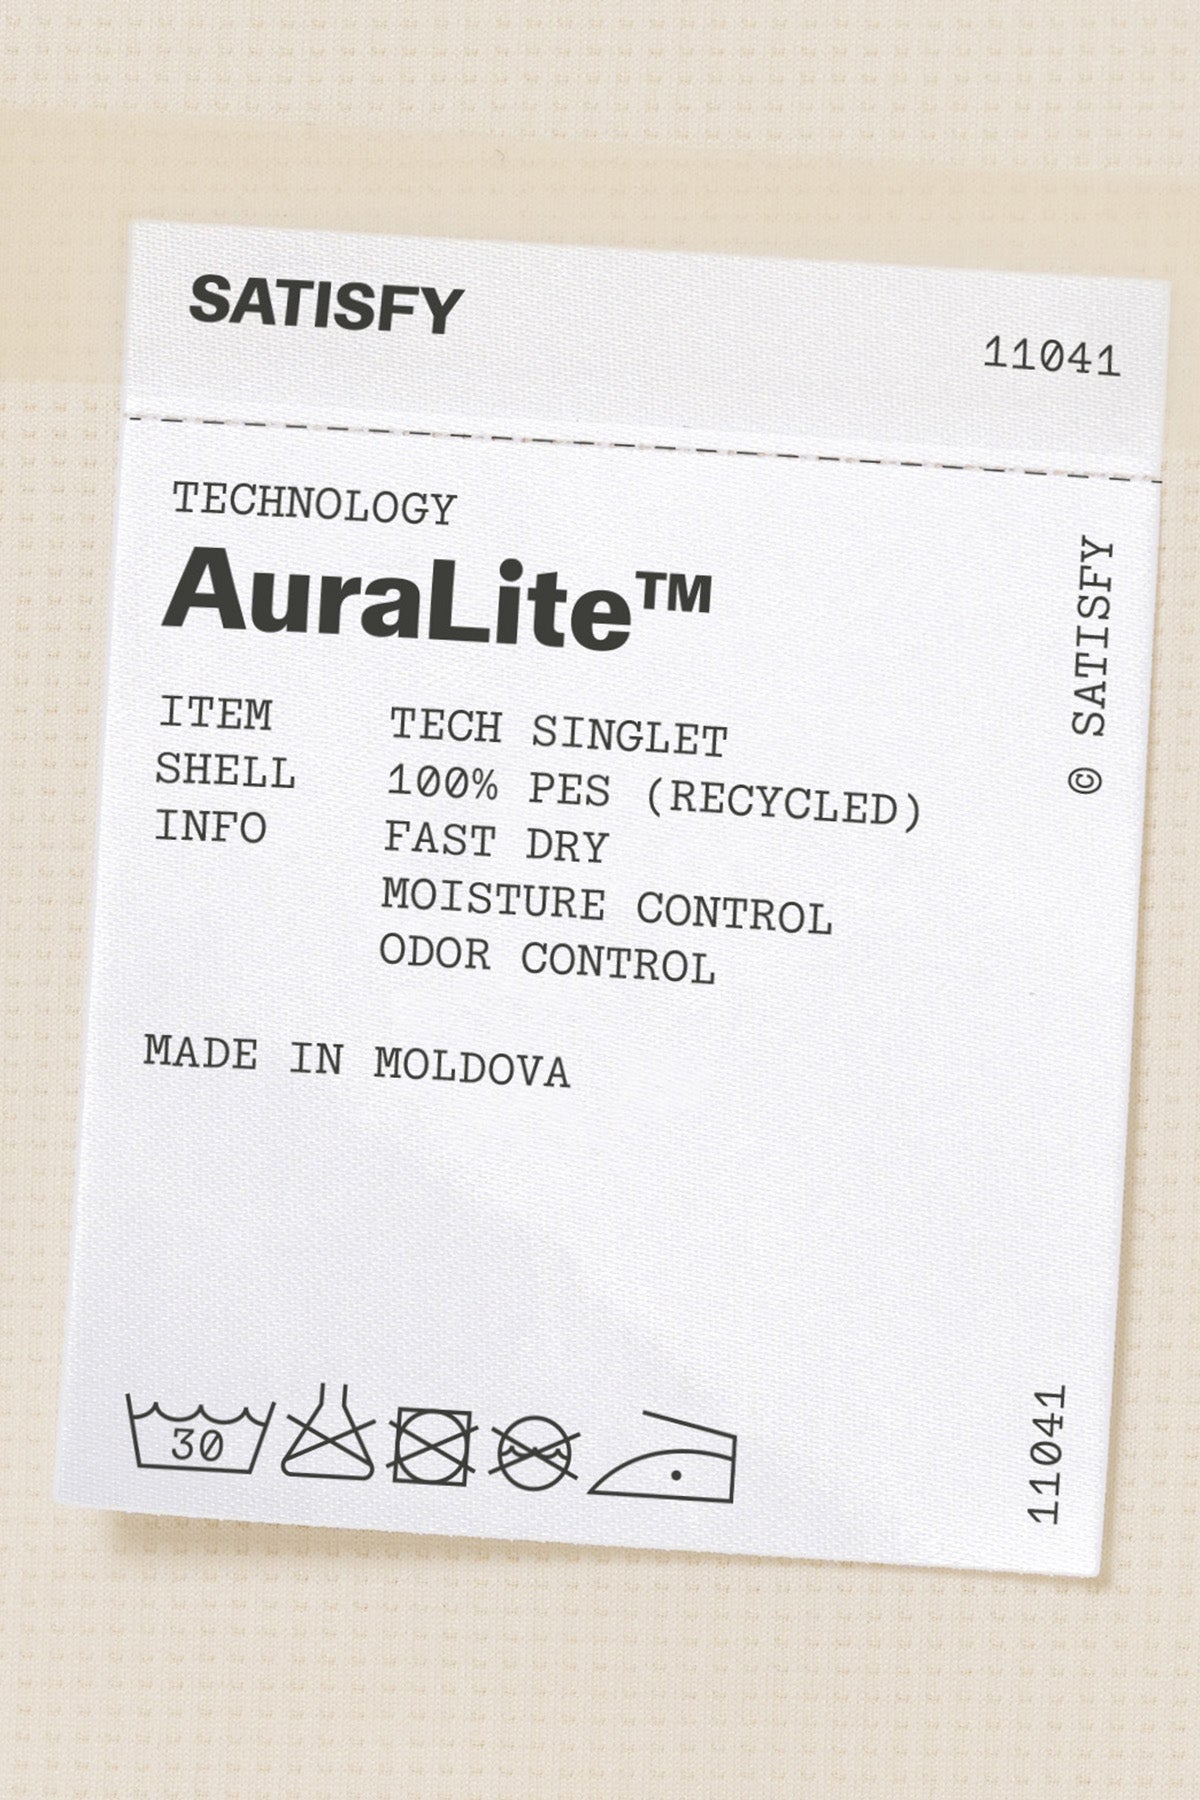 SATISFY
11041
TECHNOLOGY
AuraLite™
ITEM TECH SINGLET
SHELL 100% PES (RECYCLED)
INFO FAST DRY
MOISTURE CONTROL
ODOR CONTROL
MADE IN MOLDOVA
© SATISFY
30
11041